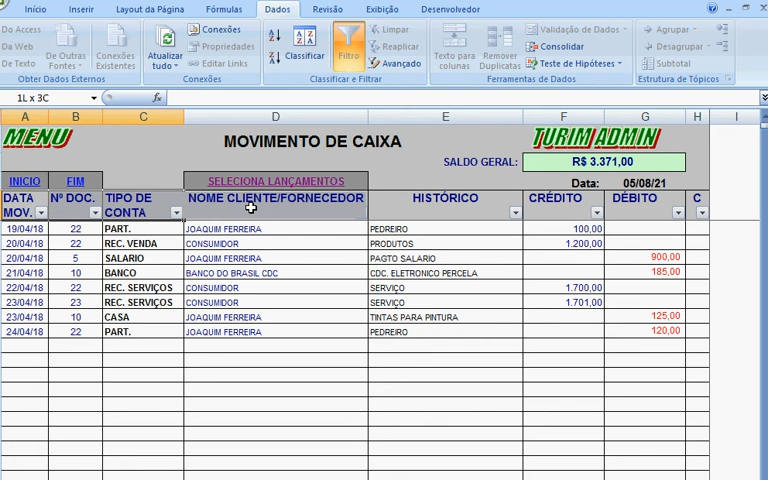 Início Inserir Layout da Página Fórmulas Dados Revisão Exibição Desenvolvedor
Do Access
Da Web
De Texto
De Outras Fontes
Conexões Existentes
Obter Dados Externos
Atualizar tudo
Conexões
Propriedades
Editar Links
Conexões
Classificar
Filtro
Limpar
Reaplicar
Avançado
Classificar e Filtrar
Texto para colunas
Remover Duplicatas
Validação de Dados
Consolidar
Teste de Hipóteses
Ferramentas de Dados
Agrupar
Desagrupar
Subtotal
Estrutura de Tópicos
1L x 3C fx
A B C D E F G H I
MENU MOVIMENTO DE CAIXA TURIM ADMIN
SALDO GERAL: R$ 3.371,00
INICIO FIM SELECIONA LANÇAMENTOS Data: 05/08/21
DATA MOV. Nº DOC. TIPO DE CONTA NOME CLIENTE/FORNECEDOR HISTÓRICO CRÉDITO DÉBITO C
19/04/18 22 PART. JOAQUIM FERREIRA PEDREIRO 100,00
20/04/18 22 REC. VENDA CONSUMIDOR PRODUTOS 1.200,00
20/04/18 5 SALARIO JOAQUIM FERREIRA PAGTO SALARIO 900,00
21/04/18 10 BANCO BANCO DO BRASIL CDC CDC. ELETRONICO PERCELA 185,00
22/04/18 22 REC. SERVIÇOS CONSUMIDOR SERVIÇO 1.700,00
23/04/18 23 REC. SERVIÇOS CONSUMIDOR SERVIÇO 1.701,00
23/04/18 10 CASA JOAQUIM FERREIRA TINTAS PARA PINTURA 125,00
24/04/18 22 PART. JOAQUIM FERREIRA PEDREIRO 120,00